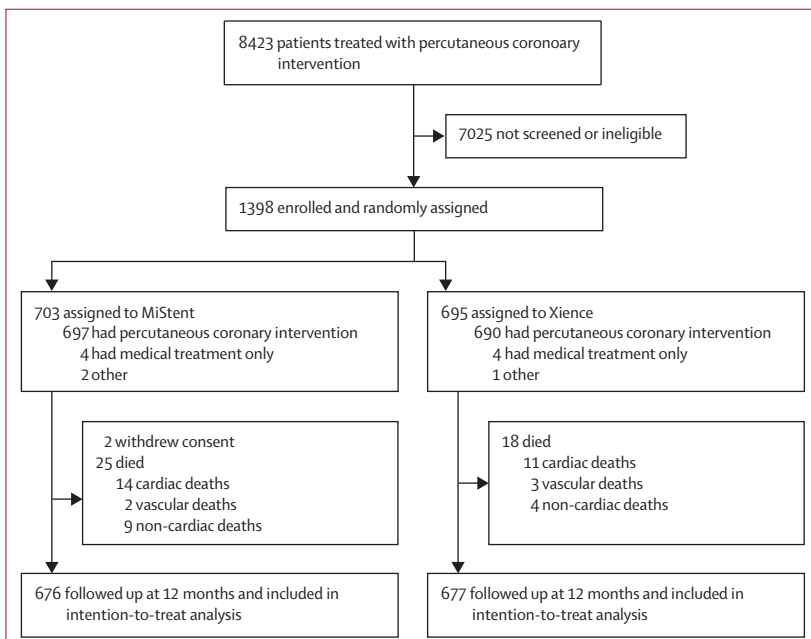 8423 patients treated with percutaneous coronoary
intervention
7025 not screened or ineligible
1398 enrolled and randomly assigned
703 assigned to MiStent
697 had percutaneous coronary intervention
4 had medical treatment only
2 other
695 assigned to Xience
690 had percutaneous coronary intervention
4 had medical treatment only
1 other
2 withdrew consent
25 died
14 cardiac deaths
2 vascular deaths
9 non-cardiac deaths
18 died
11 cardiac deaths
3 vascular deaths
4 non-cardiac deaths
676 followed up at 12 months and included in
intention-to-treat analysis
677 followed up at 12 months and included in
intention-to-treat analysis